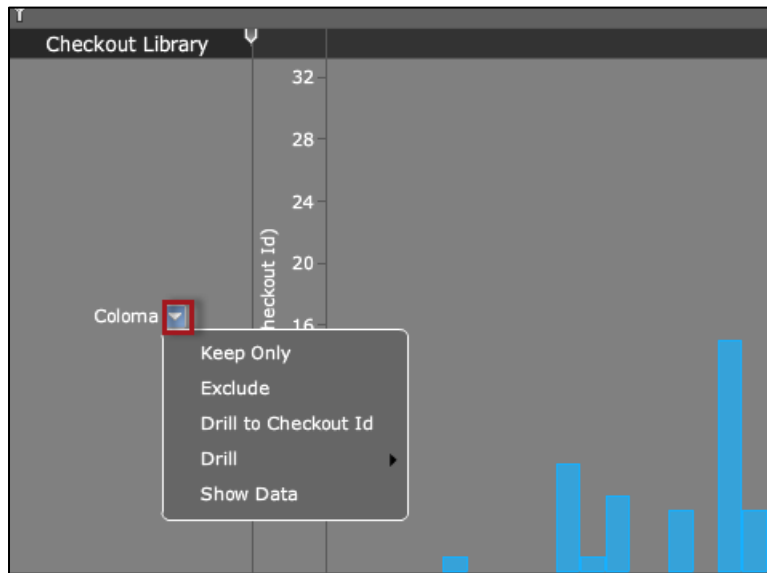 Checkout Library
32
28
24
20
16
heckout Id)
Coloma
Keep Only
Exclude
Drill to Checkout Id
Drill
Show Data